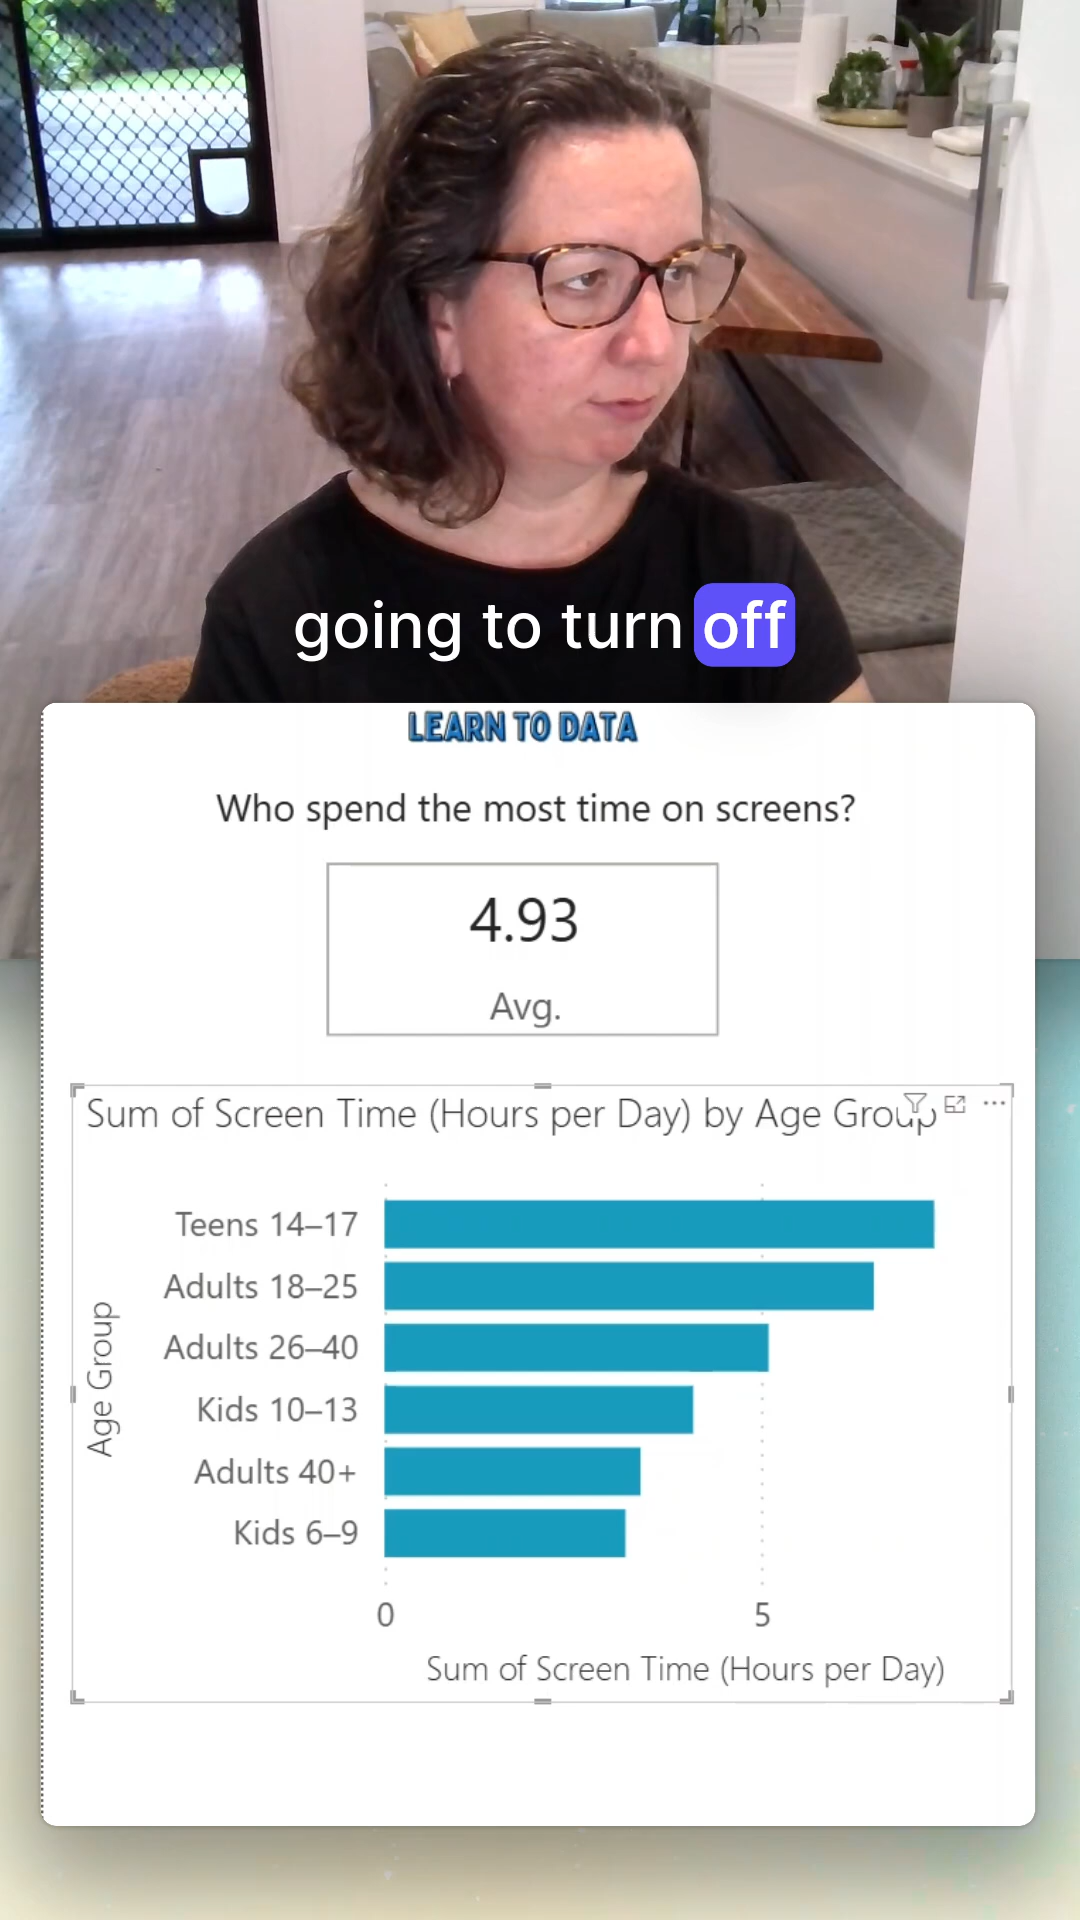 going to turn off
LEARN TO DATA
Who spend the most time on screens?
4.93
Avg.
Sum of Screen Time (Hours per Day) by Age Group
Age Group
Teens 14–17
Adults 18–25
Adults 26–40
Kids 10–13
Adults 40+
Kids 6–9
0 5
Sum of Screen Time (Hours per Day)